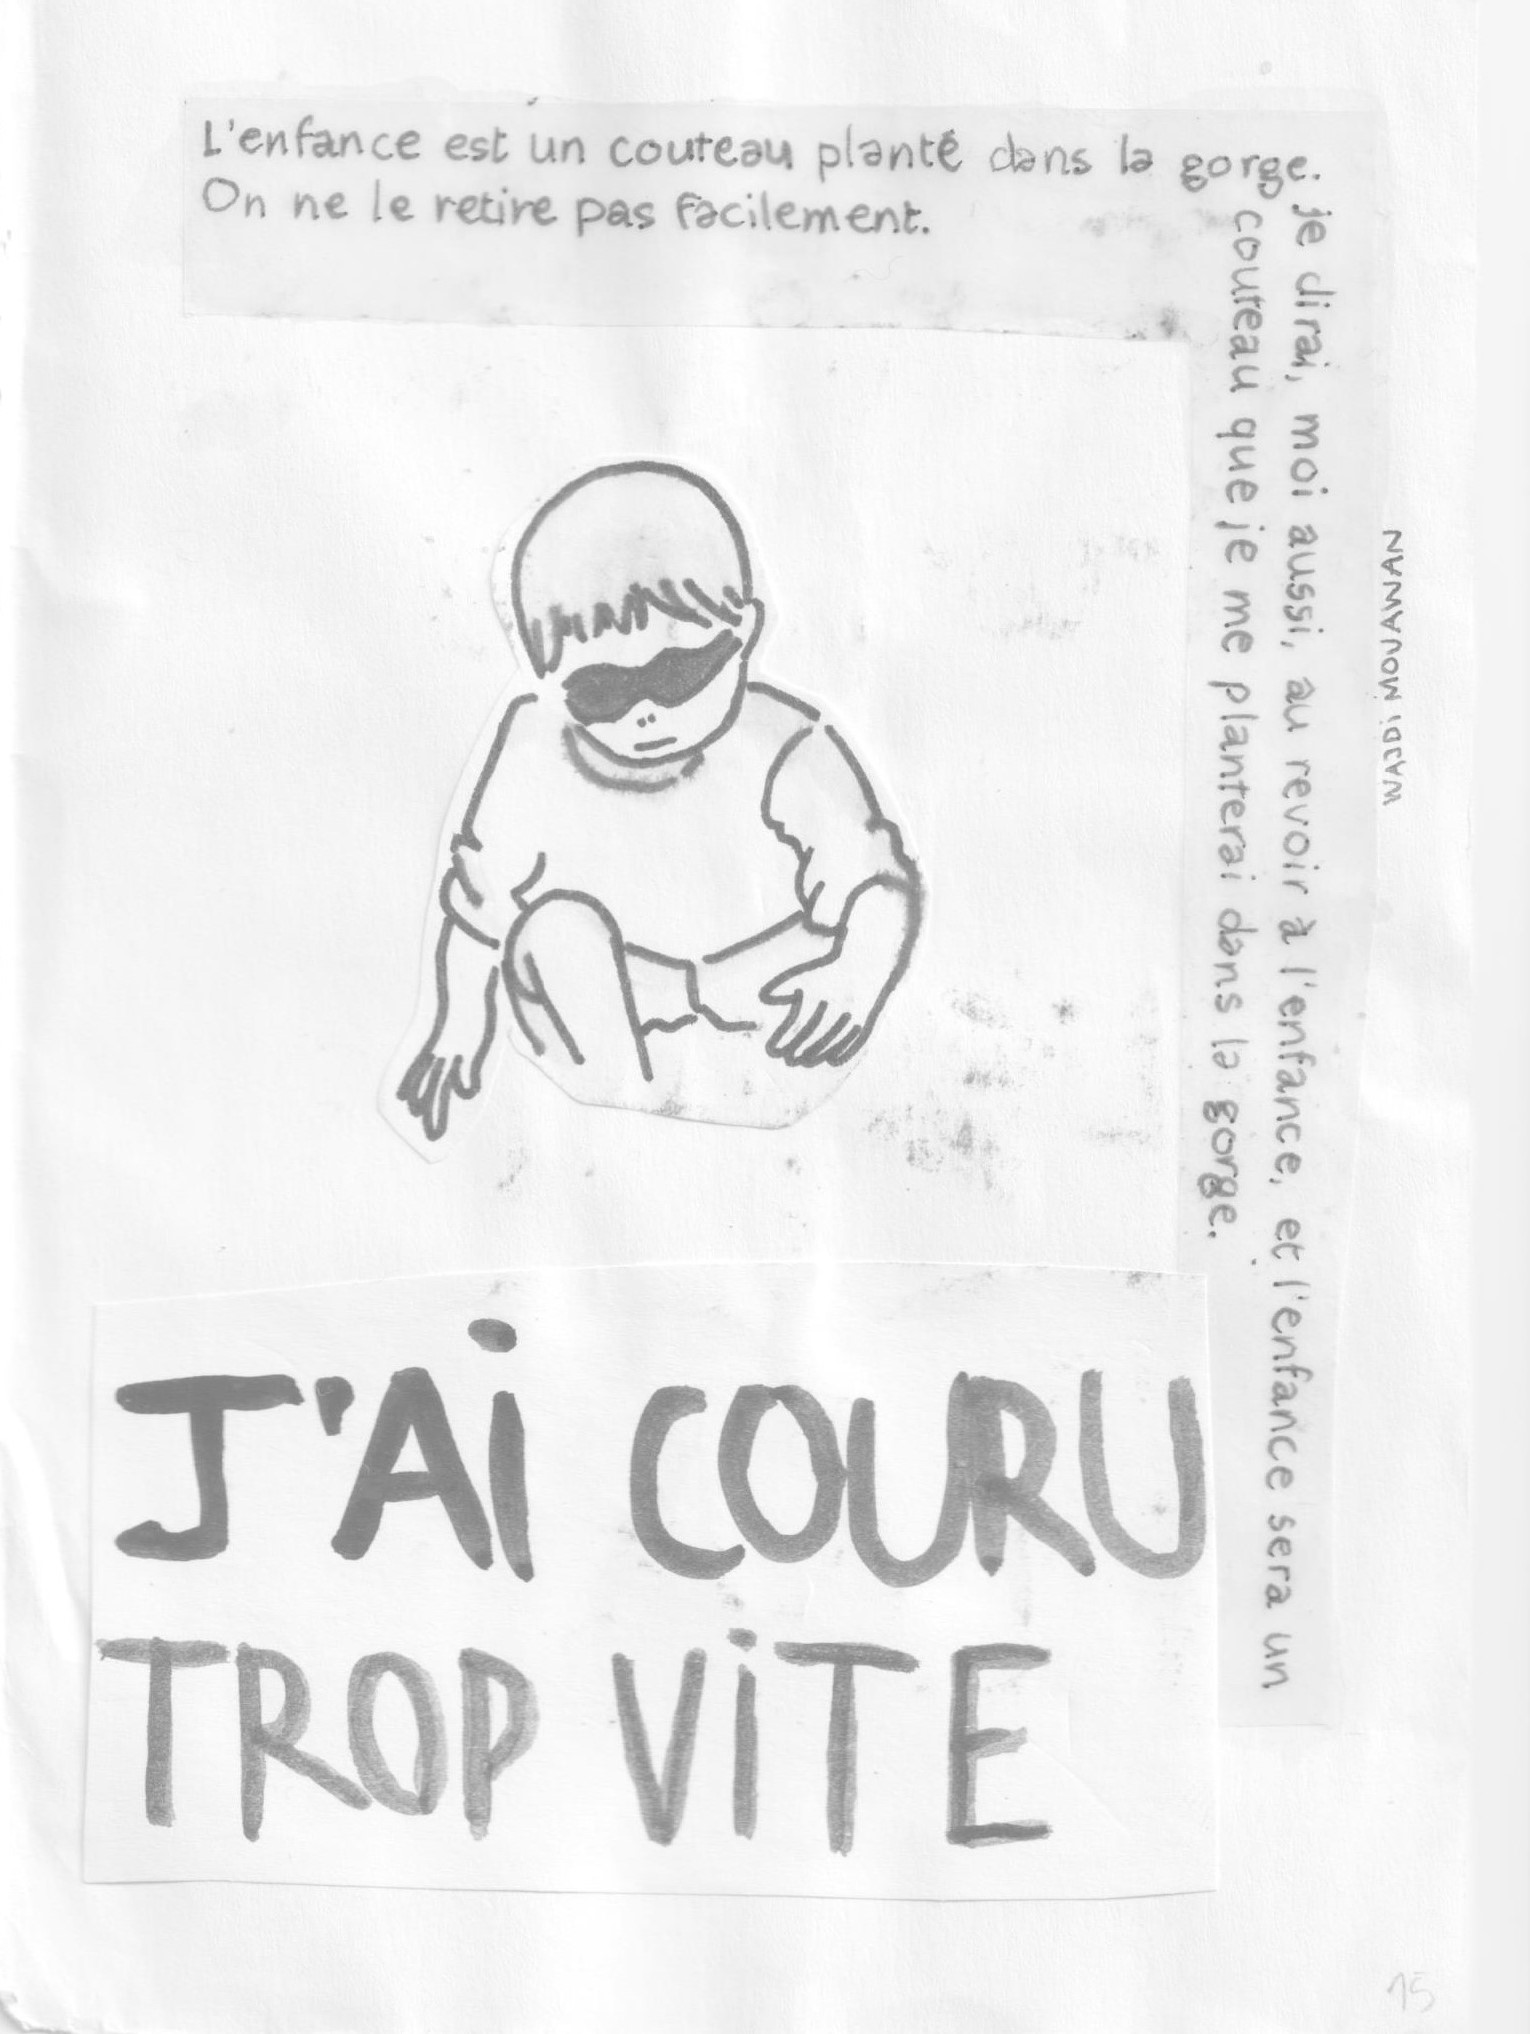 L'enfance est un couteau planté dans la gorge.
On ne le retire pas facilement.
je dirai, moi aussi, au revoir à l'enfance, et l'enfance sera un
couteau que je me planterai dans la gorge.
WAJDI MOUAWAN
J'Ai COURU
TROP ViTE
15